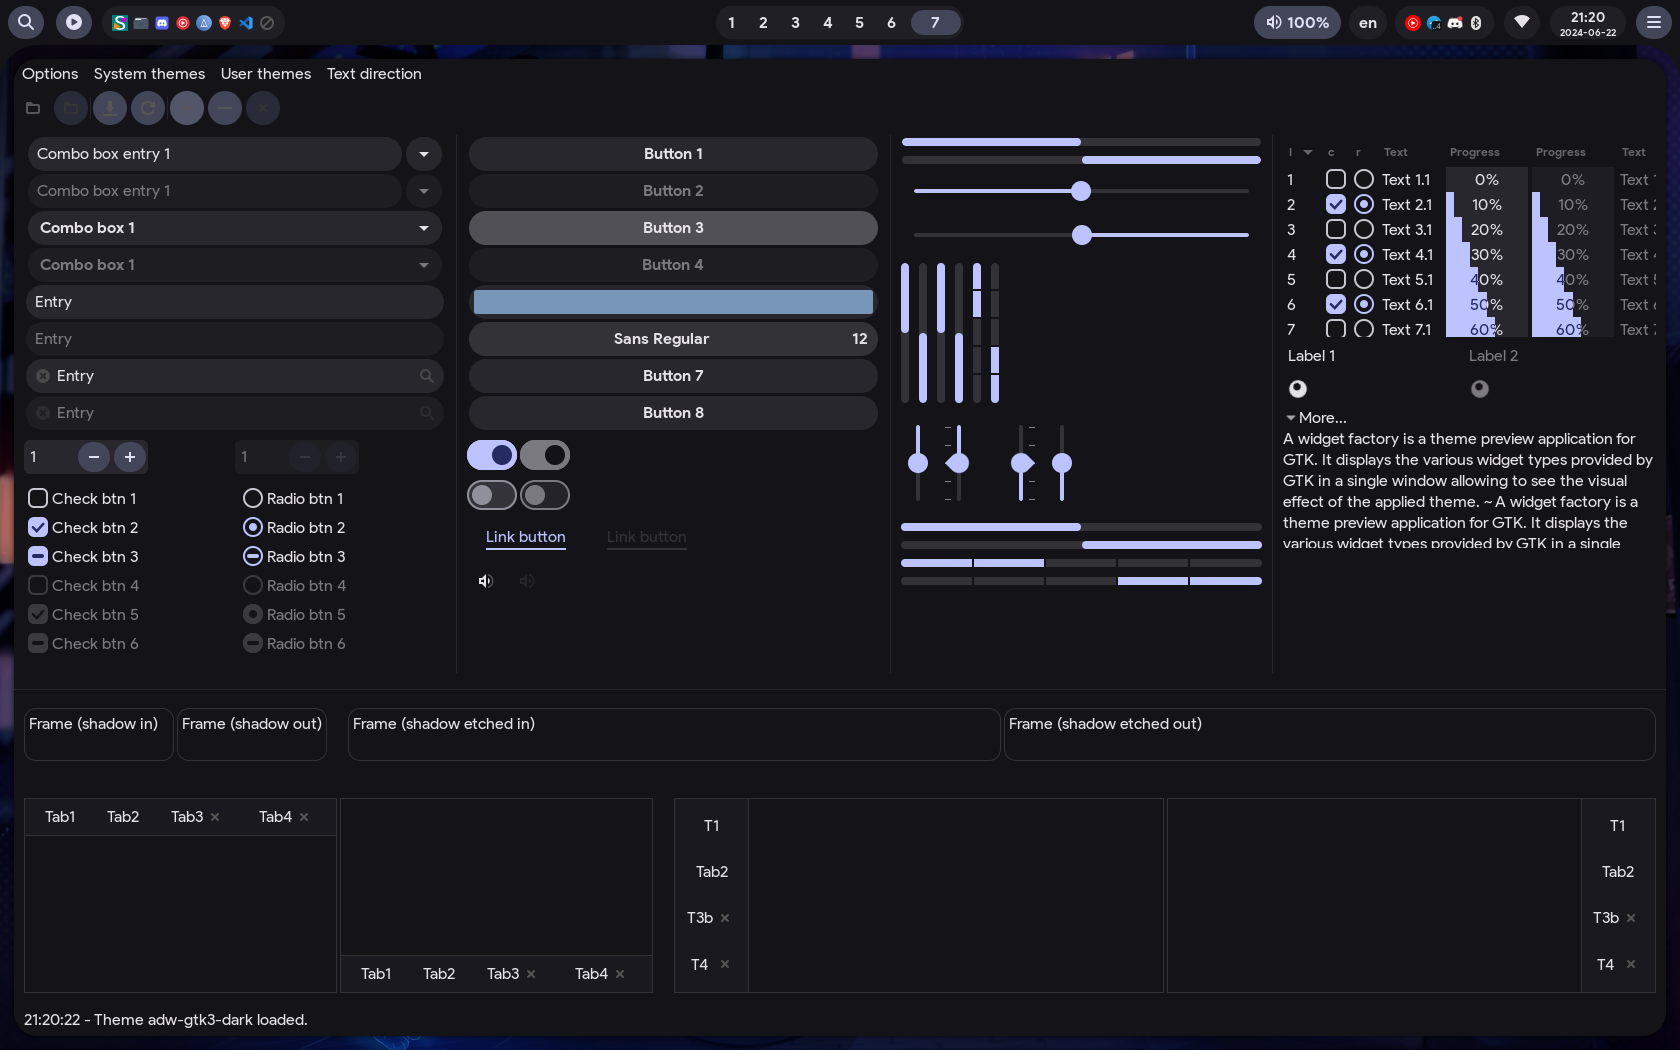 1 2 3 4 5 6 7
100%
en
21:20
2024-06-22
Options System themes User themes Text direction
Combo box entry 1
Combo box entry 1
Combo box 1
Combo box 1
Entry
Entry
Entry
Entry
1
1
Check btn 1
Check btn 2
Check btn 3
Check btn 4
Check btn 5
Check btn 6
Radio btn 1
Radio btn 2
Radio btn 3
Radio btn 4
Radio btn 5
Radio btn 6
Button 1
Button 2
Button 3
Button 4
Sans Regular 12
Button 7
Button 8
Link button Link button
c r Text Progress Progress Text
1 Text 1.1 0% 0% Text
2 Text 2.1 10% 10% Text
3 Text 3.1 20% 20% Text
4 Text 4.1 30% 30% Text
5 Text 5.1 40% 40% Text
6 Text 6.1 50% 50% Text
7 Text 7.1 60% 60% Text
Label 1 Label 2
More...
A widget factory is a theme preview application for
GTK. It displays the various widget types provided by
GTK in a single window allowing to see the visual
effect of the applied theme. ~ A widget factory is a
theme preview application for GTK. It displays the
various widget types provided by GTK in a single
Frame (shadow in) Frame (shadow out) Frame (shadow etched in) Frame (shadow etched out)
Tab1 Tab2 Tab3 Tab4
Tab1 Tab2 Tab3 Tab4
T1
Tab2
T3b
T4
T1
Tab2
T3b
T4
21:20:22 - Theme adw-gtk3-dark loaded.